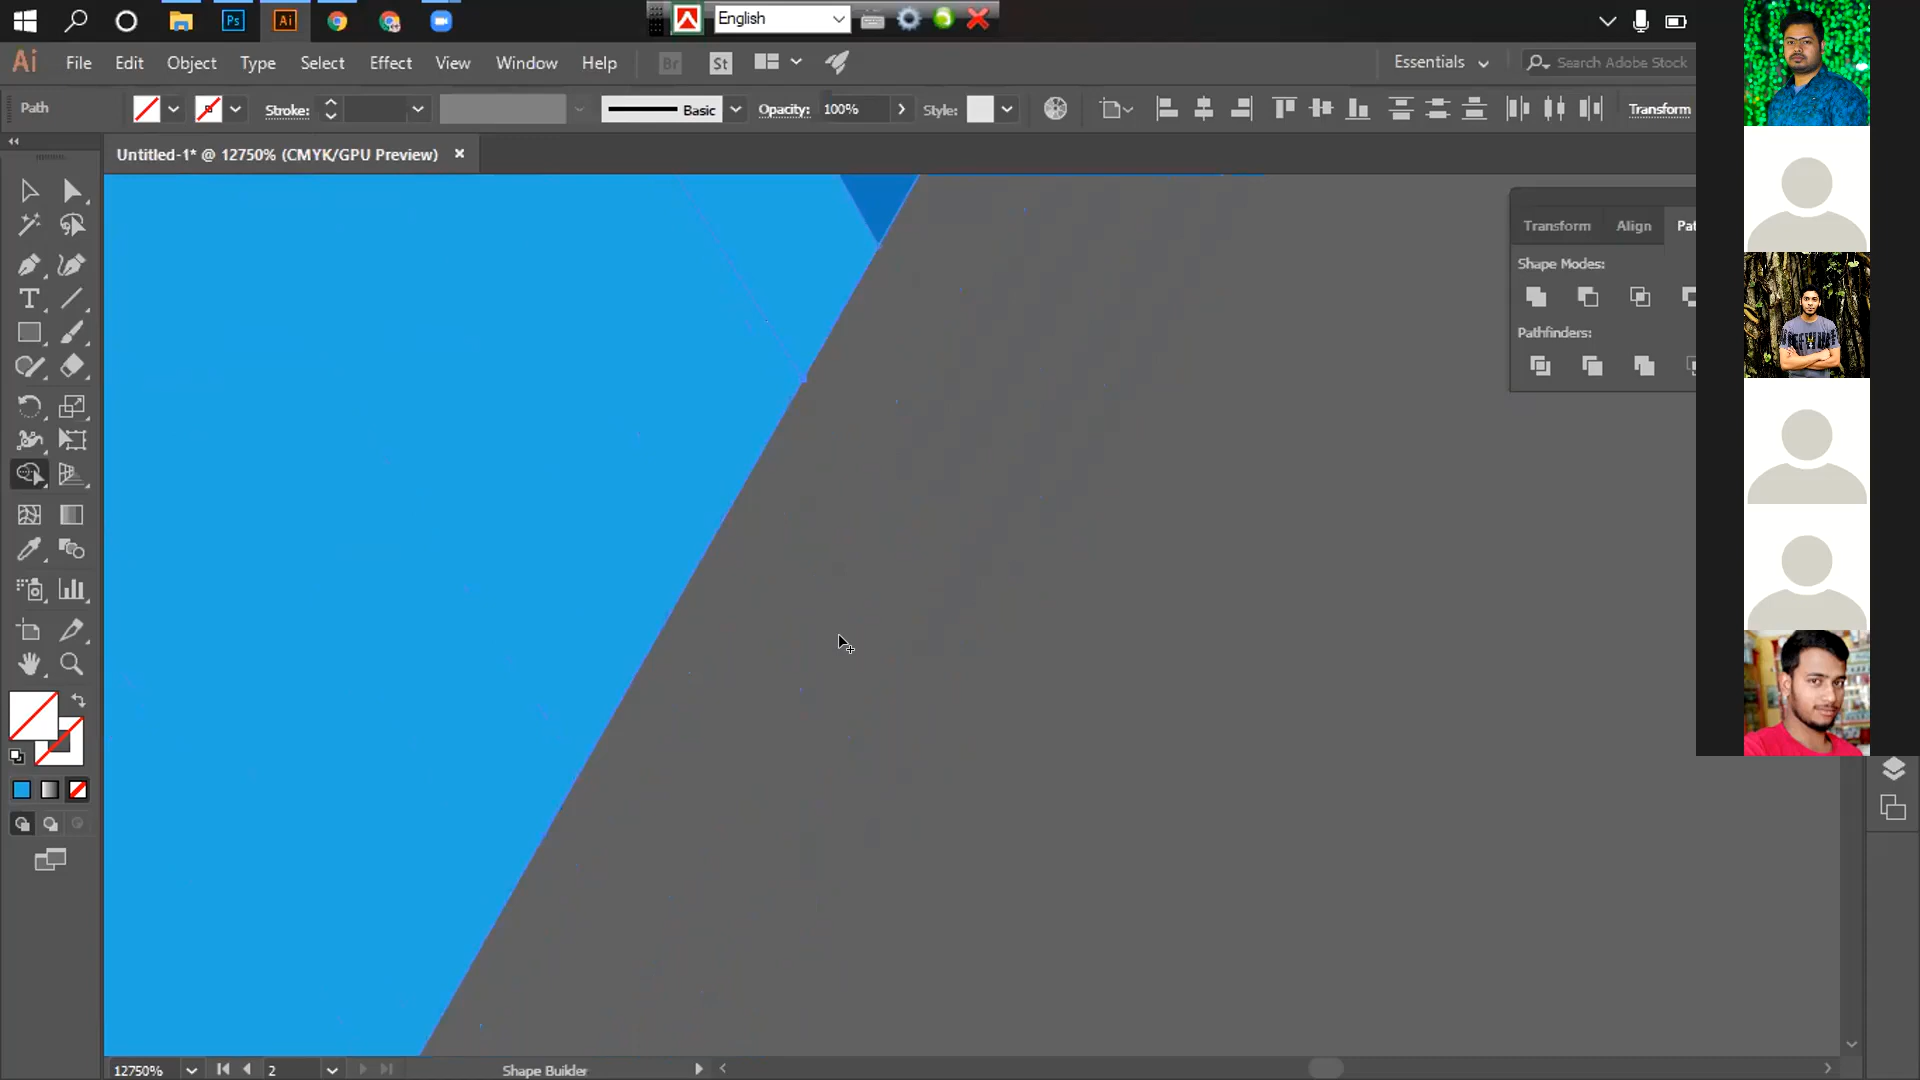 Ps
Ai
English
Ai
File
Edit
Object
Type
Select
Effect
View
Window
Help
Br
St
Essentials
Search Adobe Stock
Path
Stroke:
Basic
Opacity:
100%
Style:
Transform
Untitled-1* @ 12750% (CMYK/GPU Preview)
Transform
Align
Pat
Shape Modes:
Pathfinders:
T
12750%
2
Shape Builder